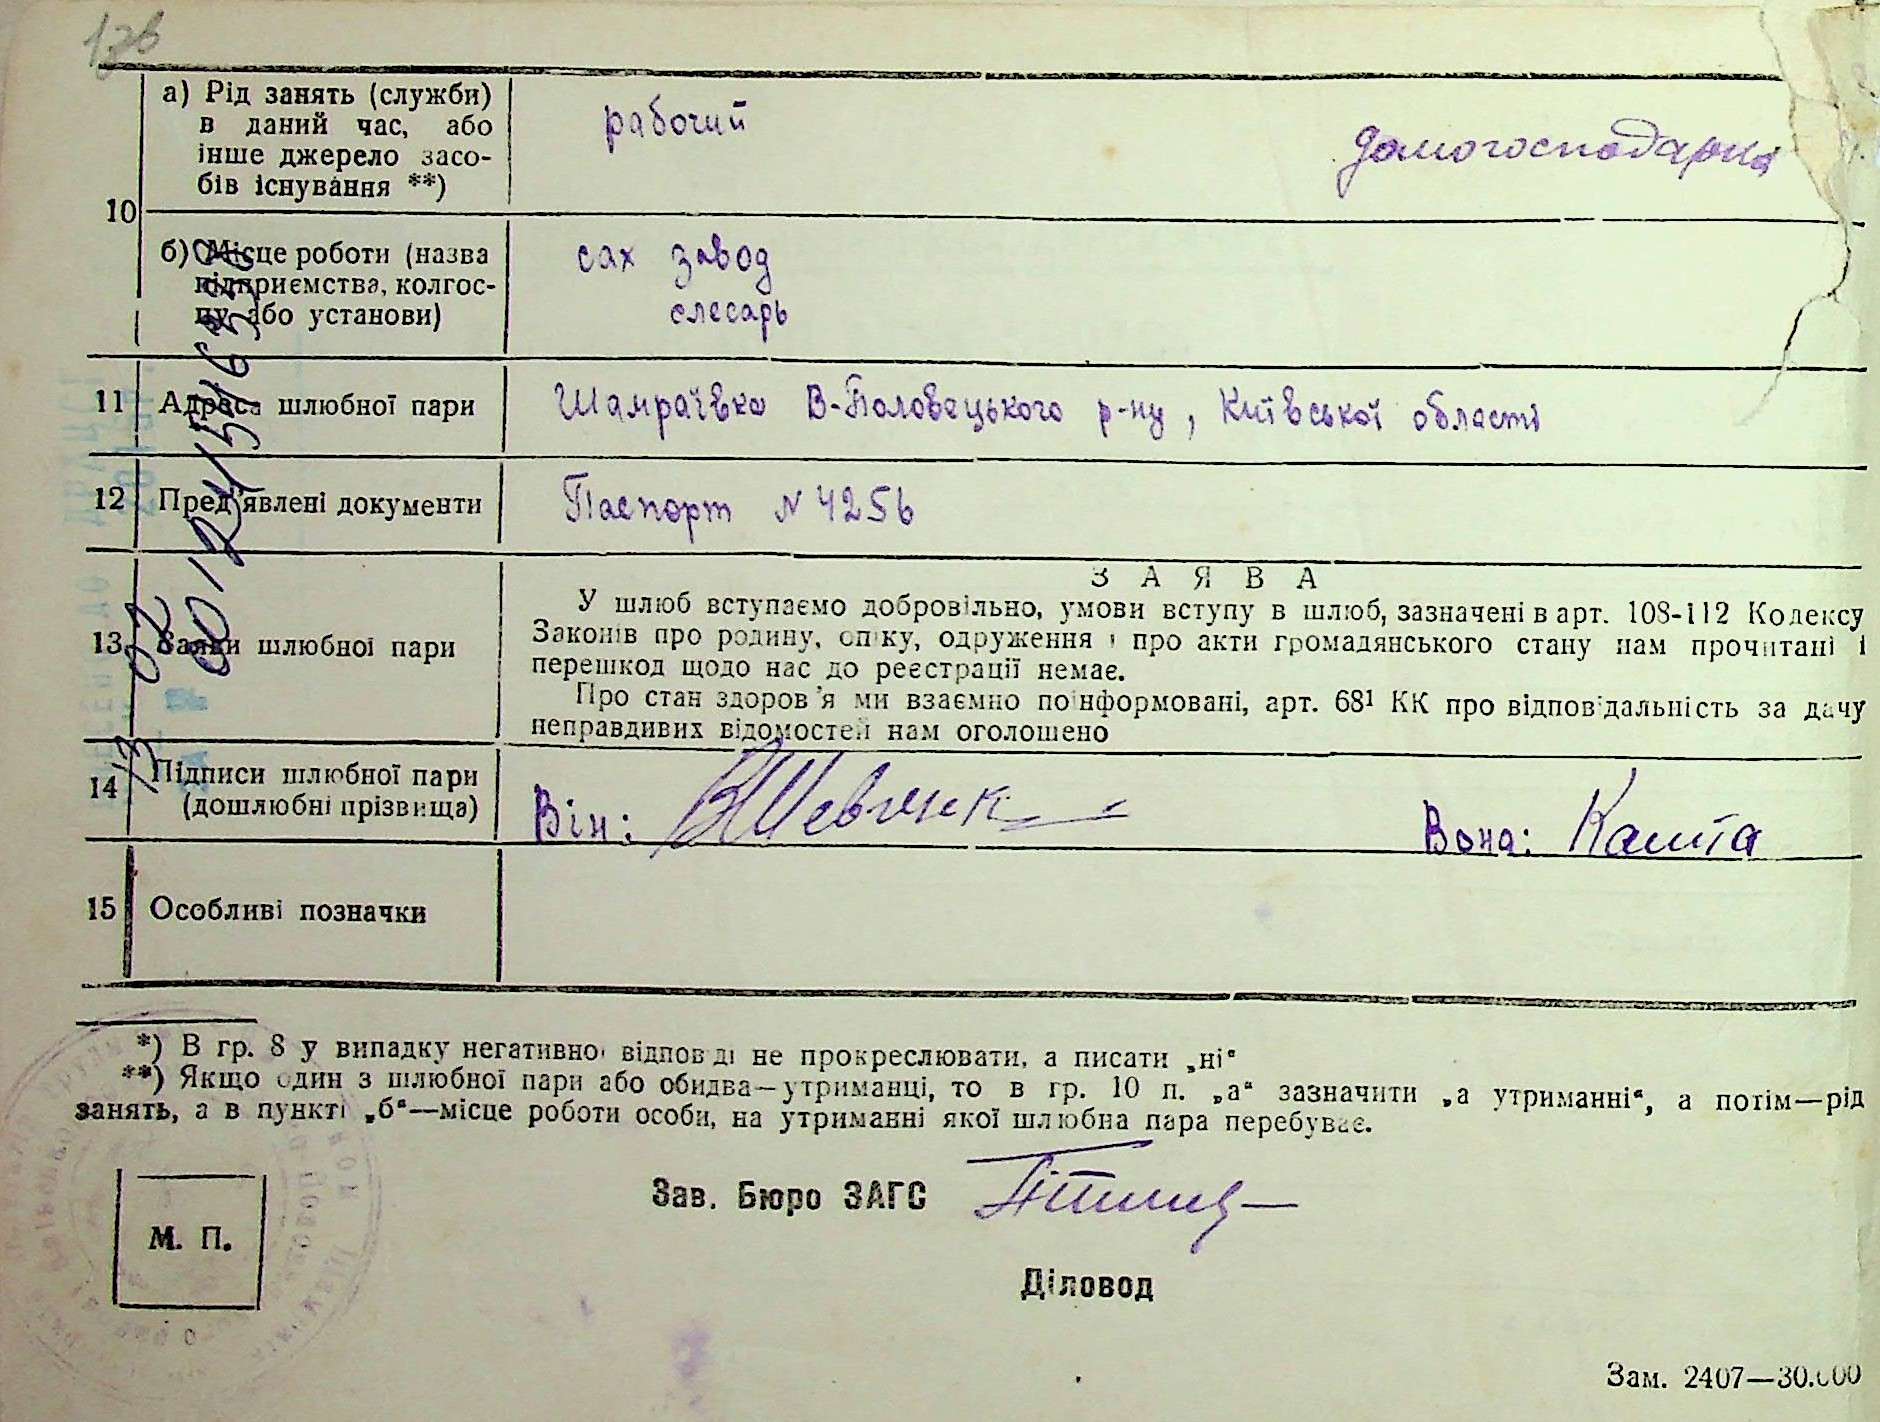 а) Рід занять (служби)
в даний час, або
інше джерело засо-
бів існування **)
рабочий
домогосподарка
10
б) Місце роботи (назва
підприємства, колгос-
пу або установи)
сах завод
слесарь
11 Адреса шлюбної пари
Шамраївка В-Половецького р-ну, Київської області
12 Пред'явлені документи
Паспорт N 4256
13 Заяви шлюбної пари
ЗАЯВА
У шлюб вступаємо добровільно, умови вступу в шлюб, зазначені в арт. 108-112 Кодексу
Законів про родину, опіку, одруження і про акти громадянського стану нам прочитані і
перешкод щодо нас до реєстрації немає.
Про стан здоров'я ми взаємно поінформовані, арт. 68¹ КК про відповідальність за дачу
неправдивих відомостей нам оголошено
14 Підписи шлюбної пари
(дошлюбні прізвища)
Він: ВШевченк
Вона: Кашта
15 Особливі позначки
*) В гр. 8 у випадку негативної відповіді не прокреслювати, а писати „ні“
**) Якщо один з шлюбної пари або обидва—утриманці, то в гр. 10 п. „а“ зазначити „а утриманні“, а потім—рід
занять, а в пункті „б“—місце роботи особи, на утриманні якої шлюбна пара перебуває.
Зав. Бюро ЗАГС
М. П.
Діловод
Зам. 2407—30.000